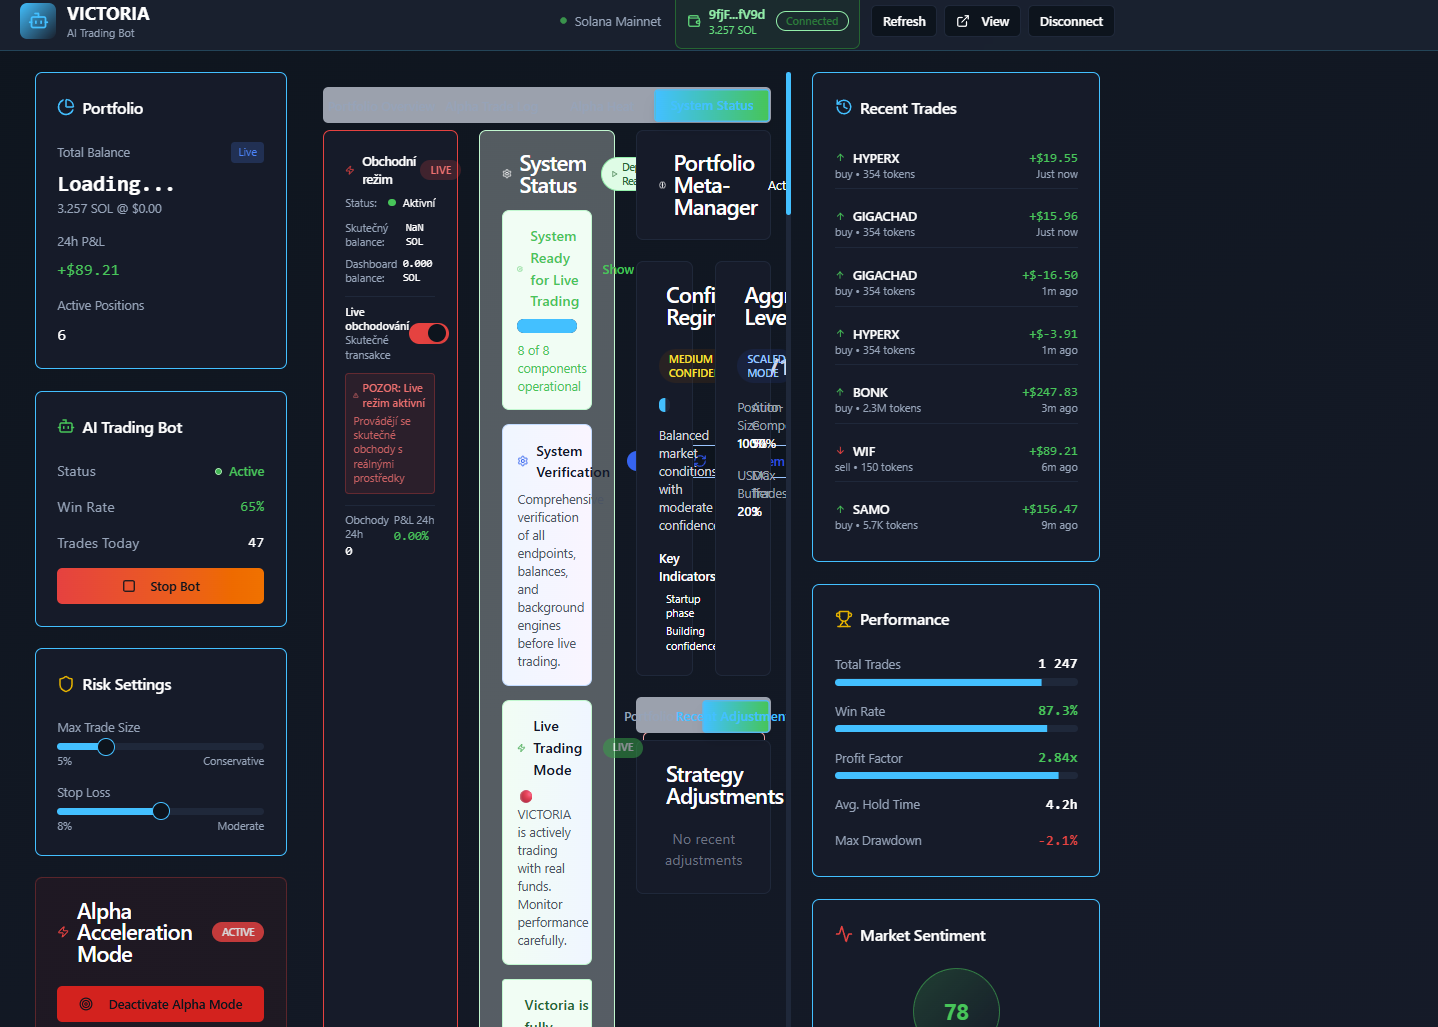 VICTORIA
AI Trading Bot
Solana Mainnet
9fjF...fV9d
3.257 SOL
Connected
Refresh
View
Disconnect
Portfolio
Total Balance
Live
Loading...
3.257 SOL @ $0.00
24h P&L
+$89.21
Active Positions
6
AI Trading Bot
Status
Active
Win Rate
65%
Trades Today
47
Stop Bot
Risk Settings
Max Trade Size
5%
Conservative
Stop Loss
8%
Moderate
Alpha
Acceleration
Mode
ACTIVE
Deactivate Alpha Mode
System Status
Obchodní
režim
LIVE
Status:
Aktivní
Skutečný
balance:
NaN
SOL
Dashboard
balance:
0.000
SOL
Live
obchodování
Skutečné
transakce
POZOR: Live
režim aktivní
Provádějí se
skutečné
obchody s
reálnými
prostředky
Obchody
24h
0
P&L 24h
0.00%
System
Status
System
Ready
for Live
Trading
Show
8 of 8
components
operational
System
Verification
Comprehensive
verification
of all
endpoints,
balances,
and
background
engines
before live
trading.
Live
Trading
Mode
LIVE
VICTORIA
is actively
trading
with real
funds.
Monitor
performance
carefully.
Victoria is
fully
Portfolio
Meta-
Manager
Act
Confi
Regir
MEDIUM
CONFIDE
Balanced
market
conditions
with
moderate
confidence
Key
Indicators
Startup
phase
Building
confidence
Aggr
Leve
SCALED
MODE
Position
Size
100%
Auto-
Comp
50%
USDC
Buffer
20%
Max
Trades
Adjustmen
Strategy
Adjustments
No recent
adjustments
Recent Trades
HYPERX
+$19.55
buy • 354 tokens
Just now
GIGACHAD
+$15.96
buy • 354 tokens
Just now
GIGACHAD
+$-16.50
buy • 354 tokens
1m ago
HYPERX
+$-3.91
buy • 354 tokens
1m ago
BONK
+$247.83
buy • 2.3M tokens
3m ago
WIF
+$89.21
sell • 150 tokens
6m ago
SAMO
+$156.47
buy • 5.7K tokens
9m ago
Performance
Total Trades
1 247
Win Rate
87.3%
Profit Factor
2.84x
Avg. Hold Time
4.2h
Max Drawdown
-2.1%
Market Sentiment
78